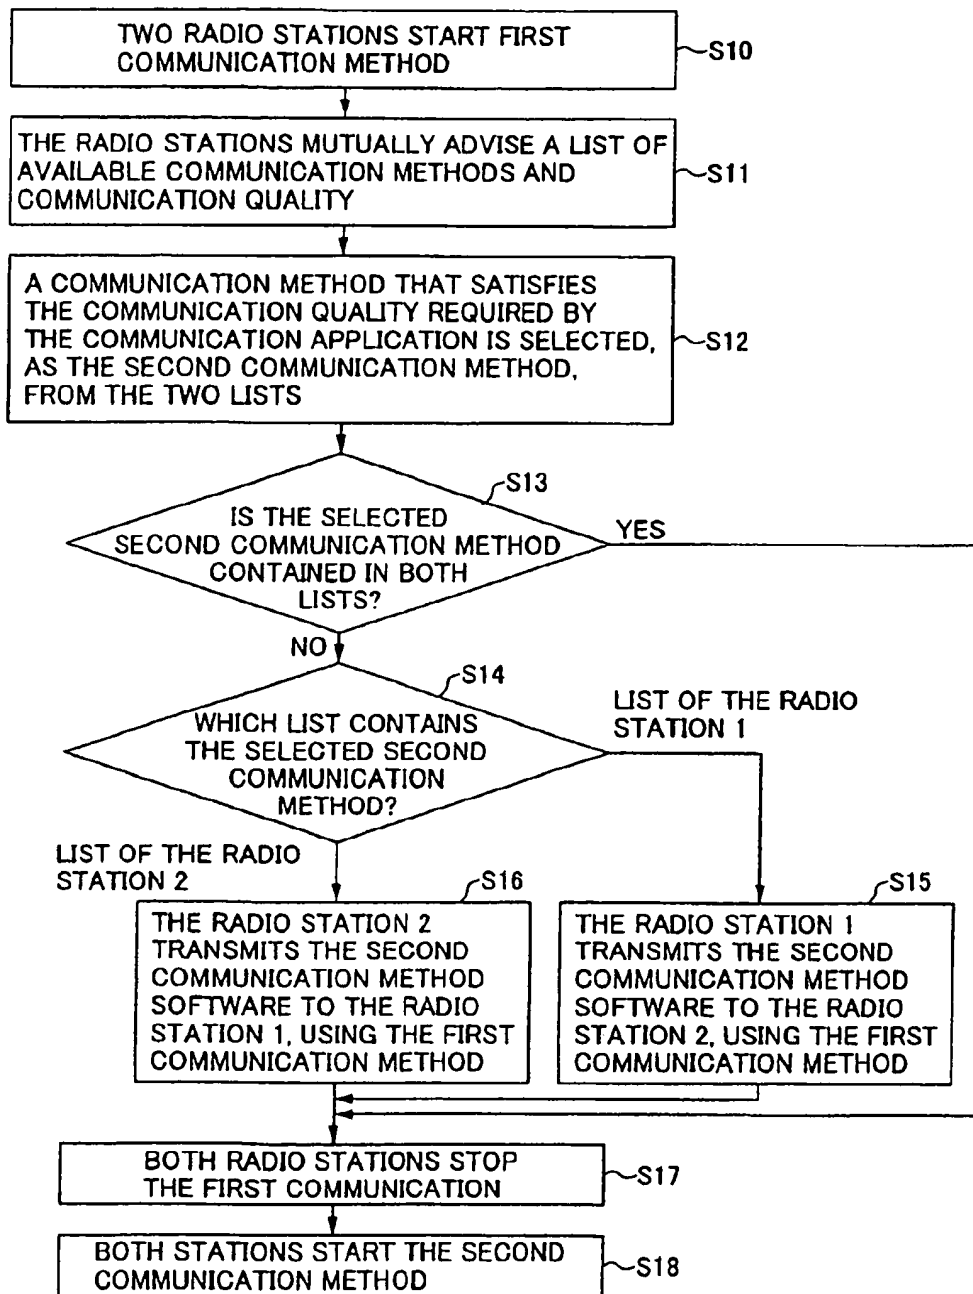 TWO RADIO STATIONS START FIRST
COMMUNICATION METHOD
S10
THE RADIO STATIONS MUTUALLY ADVISE A LIST OF
AVAILABLE COMMUNICATION METHODS AND
COMMUNICATION QUALITY
S11
A COMMUNICATION METHOD THAT SATISFIES
THE COMMUNICATION QUALITY REQUIRED BY
THE COMMUNICATION APPLICATION IS SELECTED,
AS THE SECOND COMMUNICATION METHOD,
FROM THE TWO LISTS
S12
S13
IS THE SELECTED
SECOND COMMUNICATION METHOD
CONTAINED IN BOTH
LISTS?
YES
NO
S14
WHICH LIST CONTAINS
THE SELECTED SECOND
COMMUNICATION
METHOD?
LIST OF THE RADIO
STATION 1
LIST OF THE RADIO
STATION 2
S16
THE RADIO STATION 2
TRANSMITS THE SECOND
COMMUNICATION METHOD
SOFTWARE TO THE RADIO
STATION 1, USING THE FIRST
COMMUNICATION METHOD
S15
THE RADIO STATION 1
TRANSMITS THE SECOND
COMMUNICATION METHOD
SOFTWARE TO THE RADIO
STATION 2, USING THE FIRST
COMMUNICATION METHOD
BOTH RADIO STATIONS STOP
THE FIRST COMMUNICATION
S17
BOTH STATIONS START THE SECOND
COMMUNICATION METHOD
S18